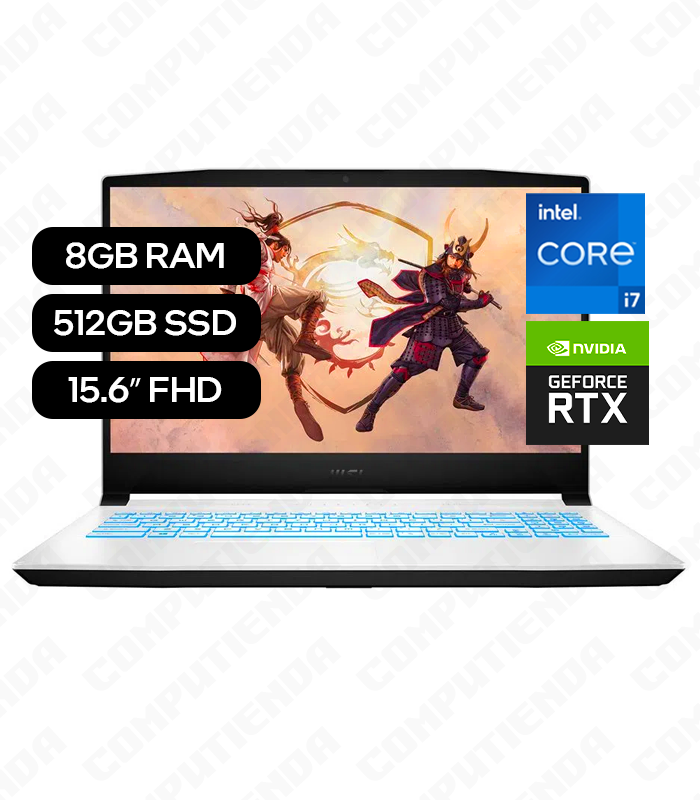 8GB RAM
512GB SSD
15.6” FHD
intel.
CORE
i7
NVIDIA
GEFORCE
RTX
msi
COMPUTIENDA